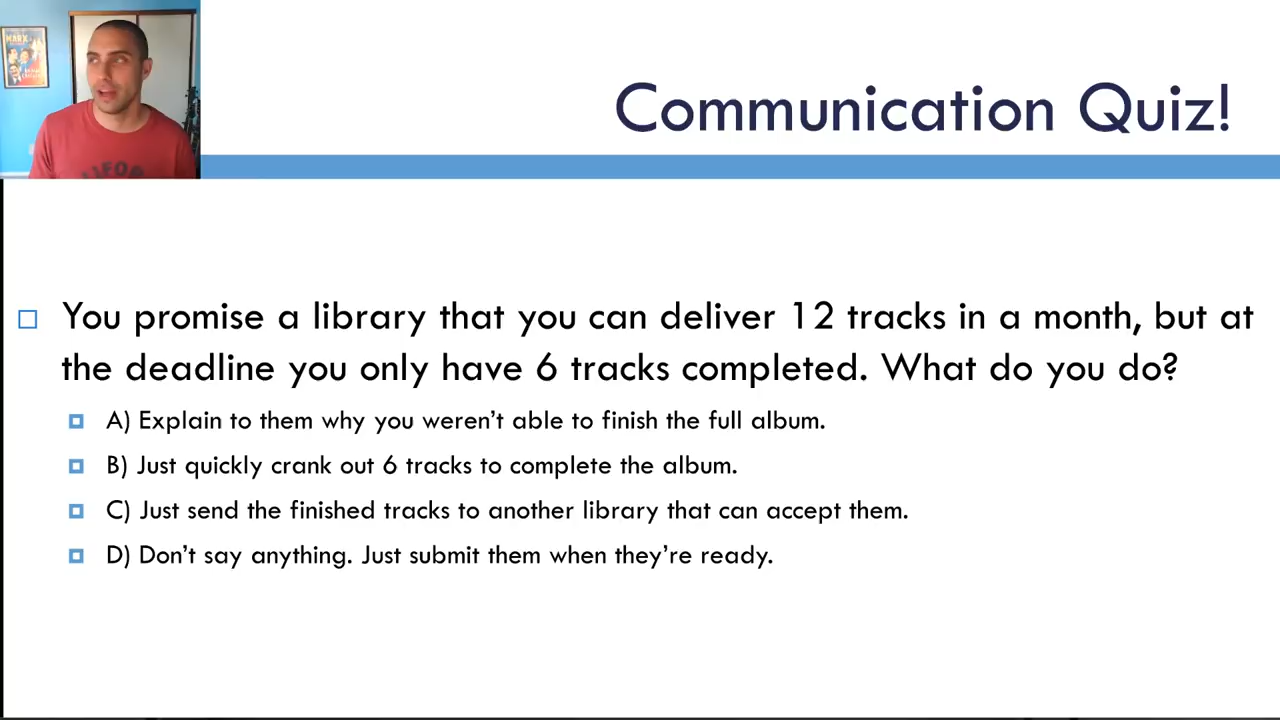 MARX
LIFOR
Communication Quiz!
You promise a library that you can deliver 12 tracks in a month, but at
the deadline you only have 6 tracks completed. What do you do?
A) Explain to them why you weren’t able to finish the full album.
B) Just quickly crank out 6 tracks to complete the album.
C) Just send the finished tracks to another library that can accept them.
D) Don’t say anything. Just submit them when they’re ready.